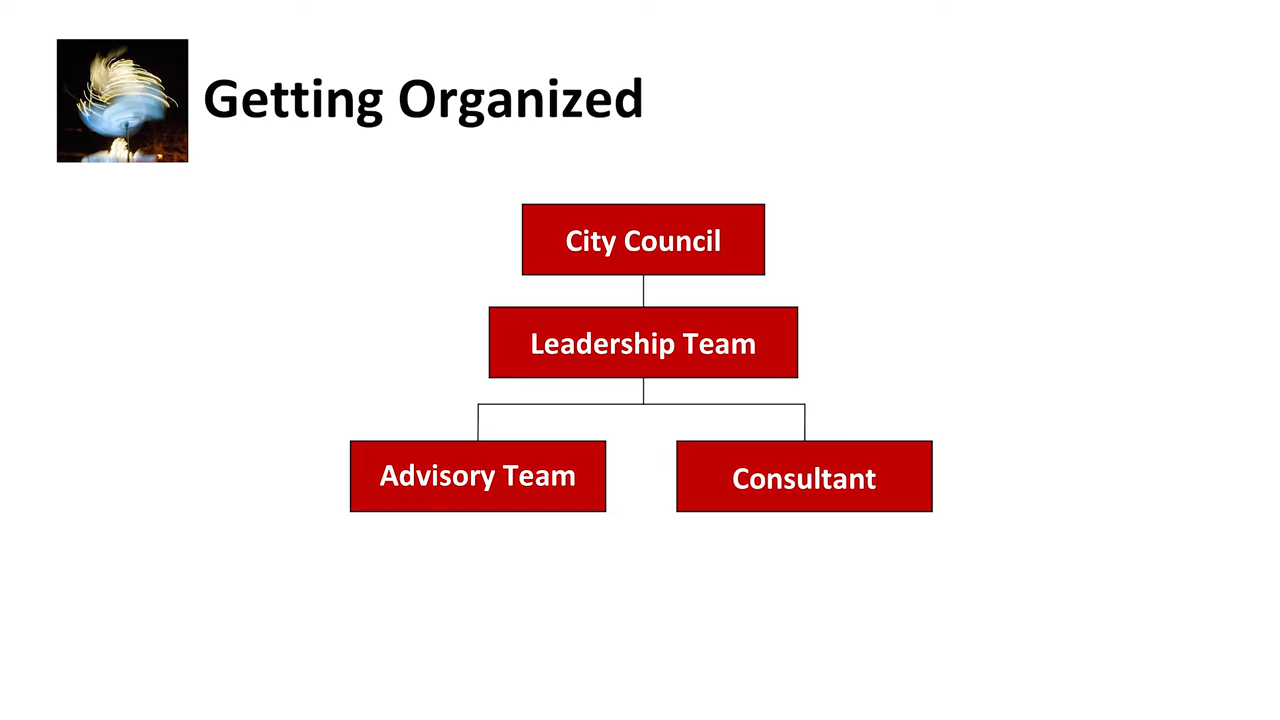 Getting Organized
City Council
Leadership Team
Advisory Team
Consultant